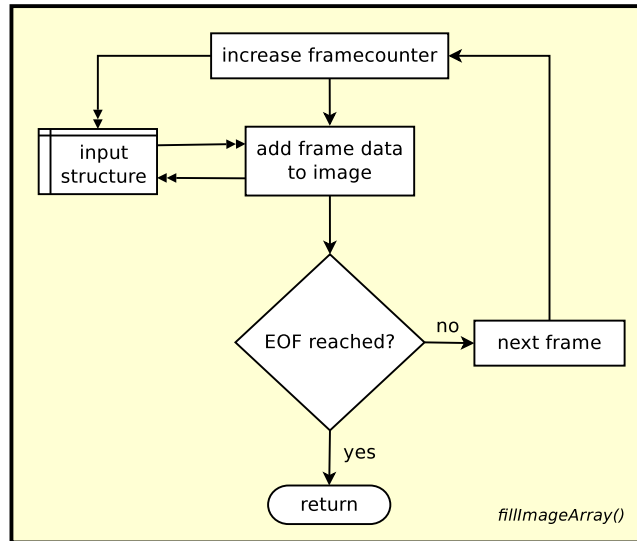 increase framecounter
input
structure
add frame data
to image
EOF reached?
no
next frame
yes
return
fillImageArray()